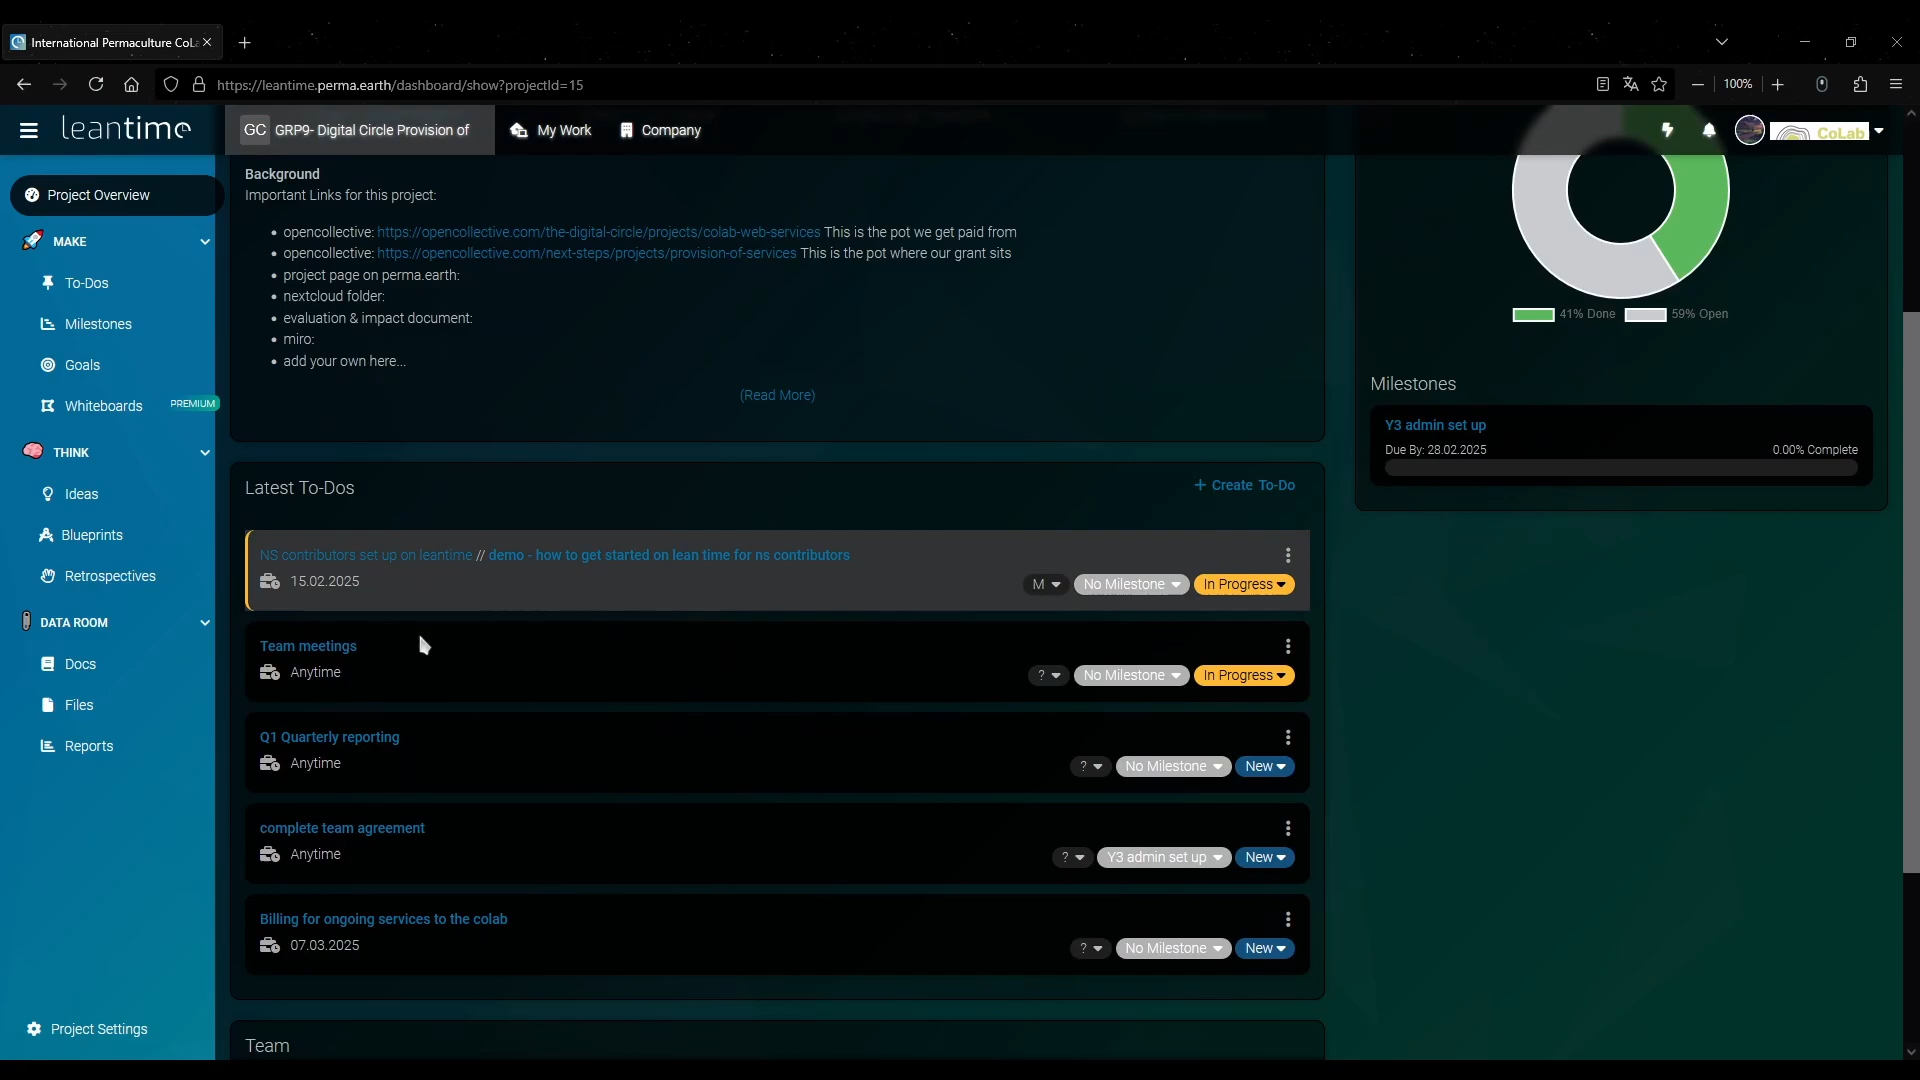 International Permaculture CoL
https://leantime.perma.earth/dashboard/show?projectId=15
100%
leantime
GC GRP9- Digital Circle Provision of
My Work
Company
CoLab
Project Overview
MAKE
To-Dos
Milestones
Goals
Whiteboards PREMIUM
THINK
Ideas
Blueprints
Retrospectives
DATA ROOM
Docs
Files
Reports
Project Settings
Background
Important Links for this project:
• opencollective: https://opencollective.com/the-digital-circle/projects/colab-web-services This is the pot we get paid from
• opencollective: https://opencollective.com/next-steps/projects/provision-of-services This is the pot where our grant sits
• project page on perma.earth:
• nextcloud folder:
• evaluation & impact document:
• miro:
• add your own here...
(Read More)
Latest To-Dos
+ Create To-Do
NS contributors set up on leantime // demo - how to get started on lean time for ns contributors
15.02.2025
M No Milestone In Progress
Team meetings
Anytime
? No Milestone In Progress
Q1 Quarterly reporting
Anytime
? No Milestone New
complete team agreement
Anytime
? Y3 admin set up New
Billing for ongoing services to the colab
07.03.2025
? No Milestone New
Team
41% Done 59% Open
Milestones
Y3 admin set up
Due By: 28.02.2025 0.00% Complete